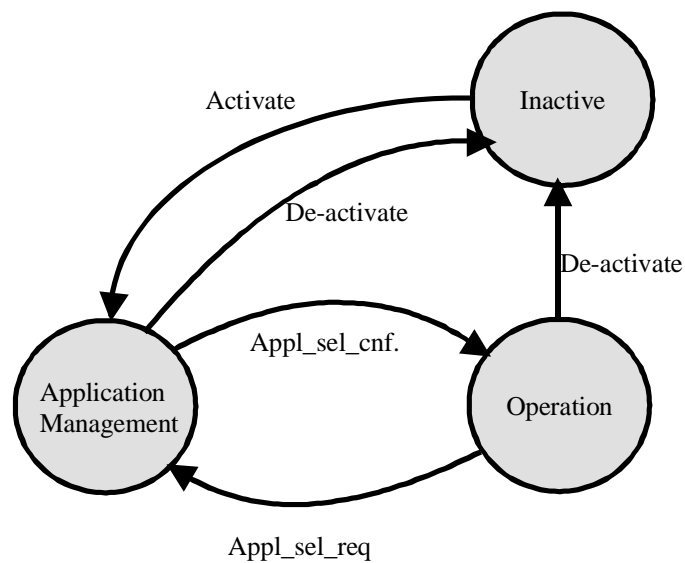 Activate
Inactive
De-activate
De-activate
Appl_sel_cnf.
Application
Management
Operation
Appl_sel_req